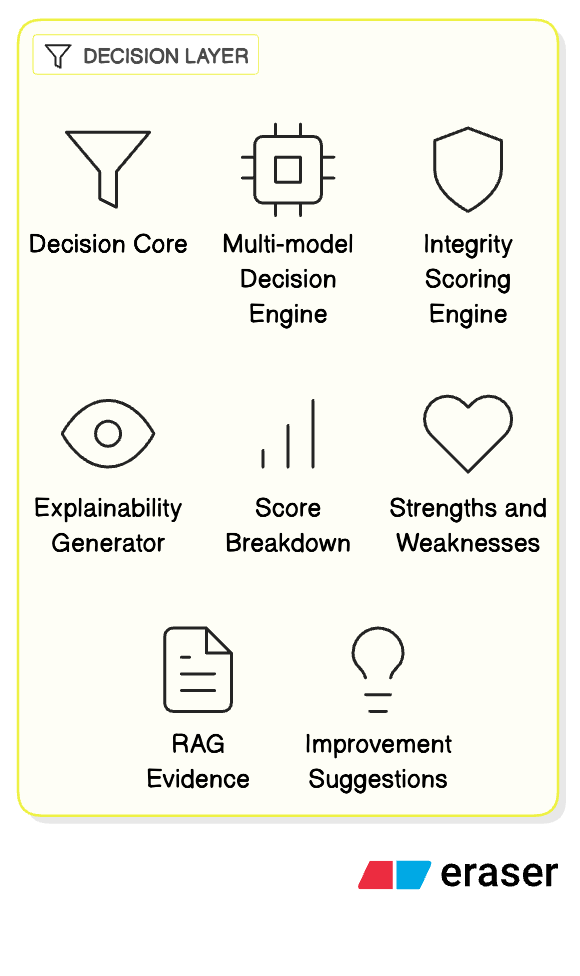 DECISION LAYER
Decision Core
Multi-model
Decision
Engine
Integrity
Scoring
Engine
Explainability
Generator
Score
Breakdown
Strengths and
Weaknesses
RAG
Evidence
Improvement
Suggestions
eraser